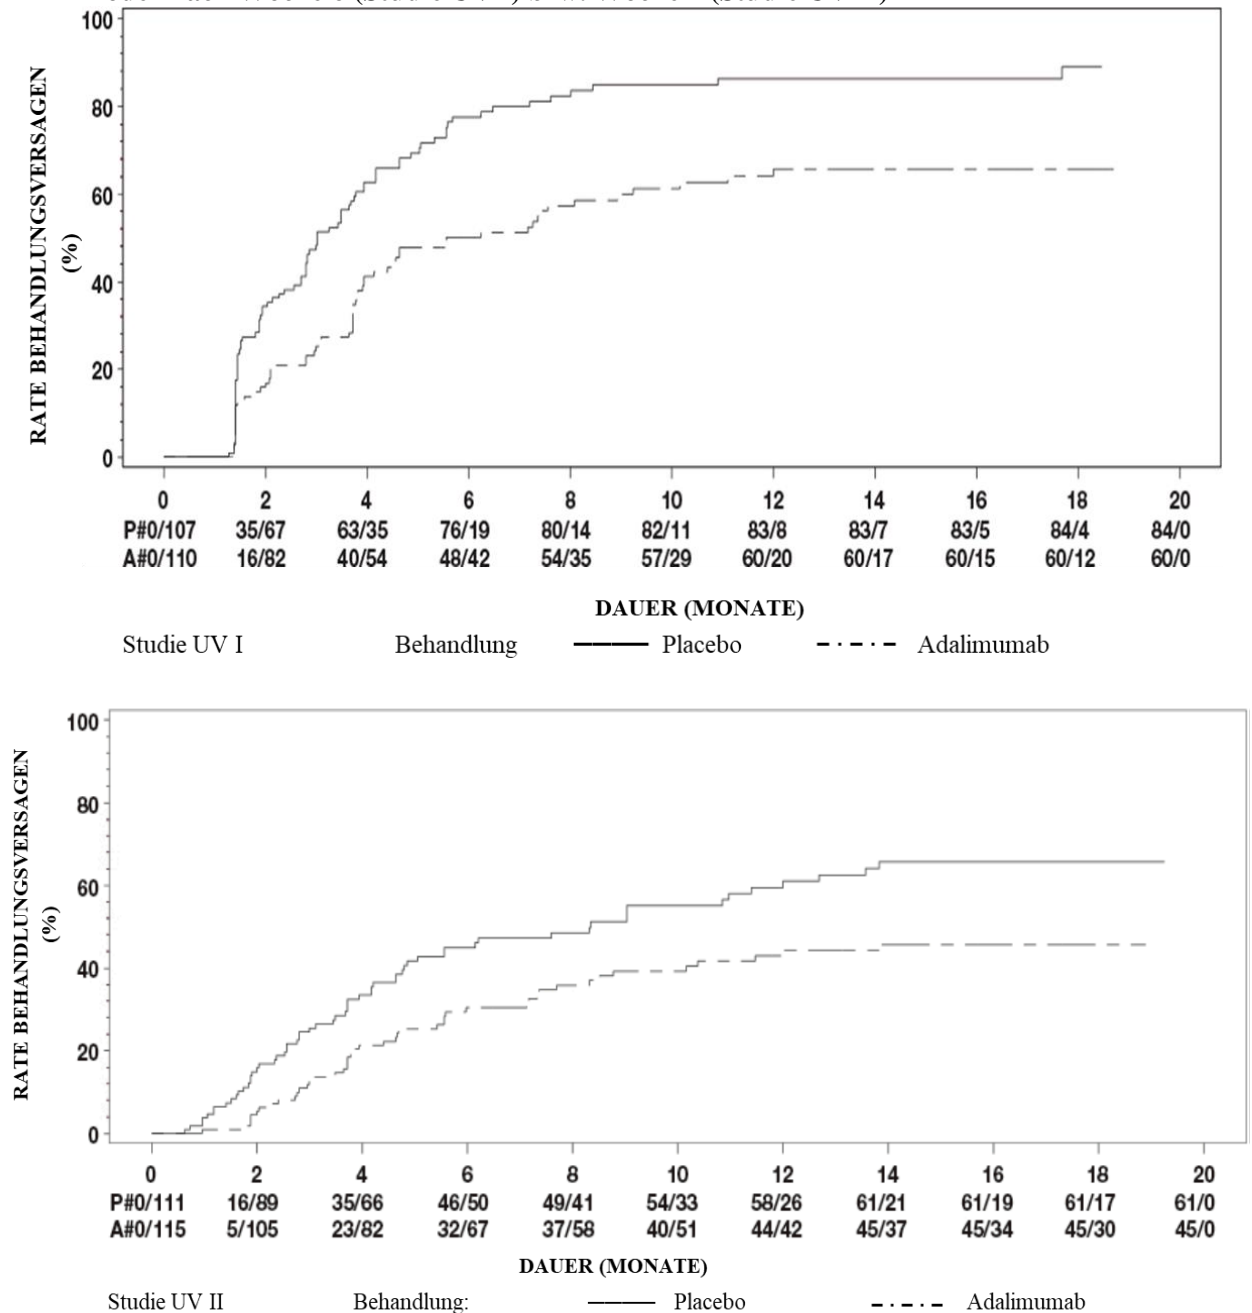 100
80
60
40
20
0
RATE BEHANDLUNGSVERSAGEN
(%)
0 2 4 6 8 10 12 14 16 18 20
P#0/107 35/67 63/35 76/19 80/14 82/11 83/8 83/7 83/5 84/4 84/0
A#0/110 16/82 40/54 48/42 54/35 57/29 60/20 60/17 60/15 60/12 60/0
DAUER (MONATE)
Studie UV I Behandlung Placebo Adalimumab
100
80
60
40
20
0
RATE BEHANDLUNGSVERSAGEN
(%)
0 2 4 6 8 10 12 14 16 18 20
P#0/111 16/89 35/66 46/50 49/41 54/33 58/26 61/21 61/19 61/17 61/0
A#0/115 5/105 23/82 32/67 37/58 40/51 44/42 45/37 45/34 45/30 45/0
DAUER (MONATE)
Studie UV II Behandlung: Placebo Adalimumab